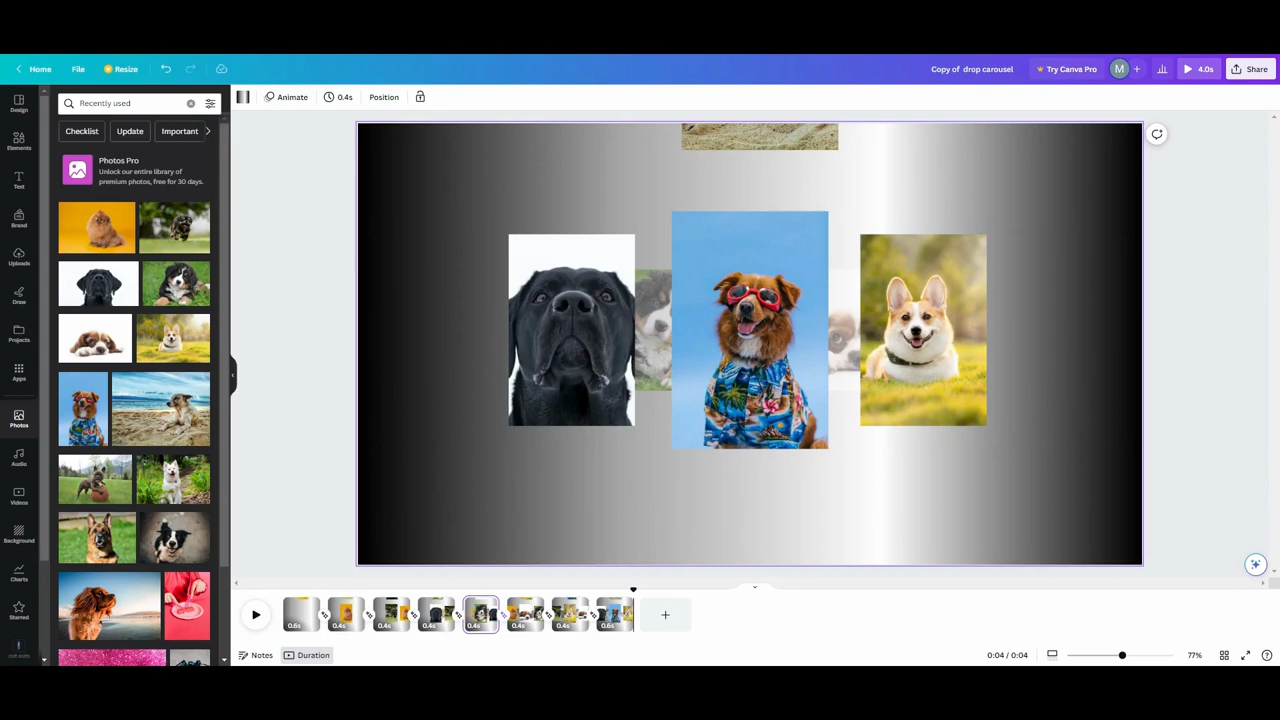 Home File Resize Copy of drop carousel Try Canva Pro M + 4.0s Share
Design
Elements
Text
Brand
Uploads
Draw
Projects
Apps
Photos
Audio
Videos
Background
Charts
Starred
Recently used
Checklist Update Important
Photos Pro
Unlock our entire library of
premium photos, free for 30 days.
Animate 0.4s Position
0.6s 0.4s 0.4s 0.4s 0.4s 0.4s 0.4s 0.6s +
Notes Duration 0:04 / 0:04 77%